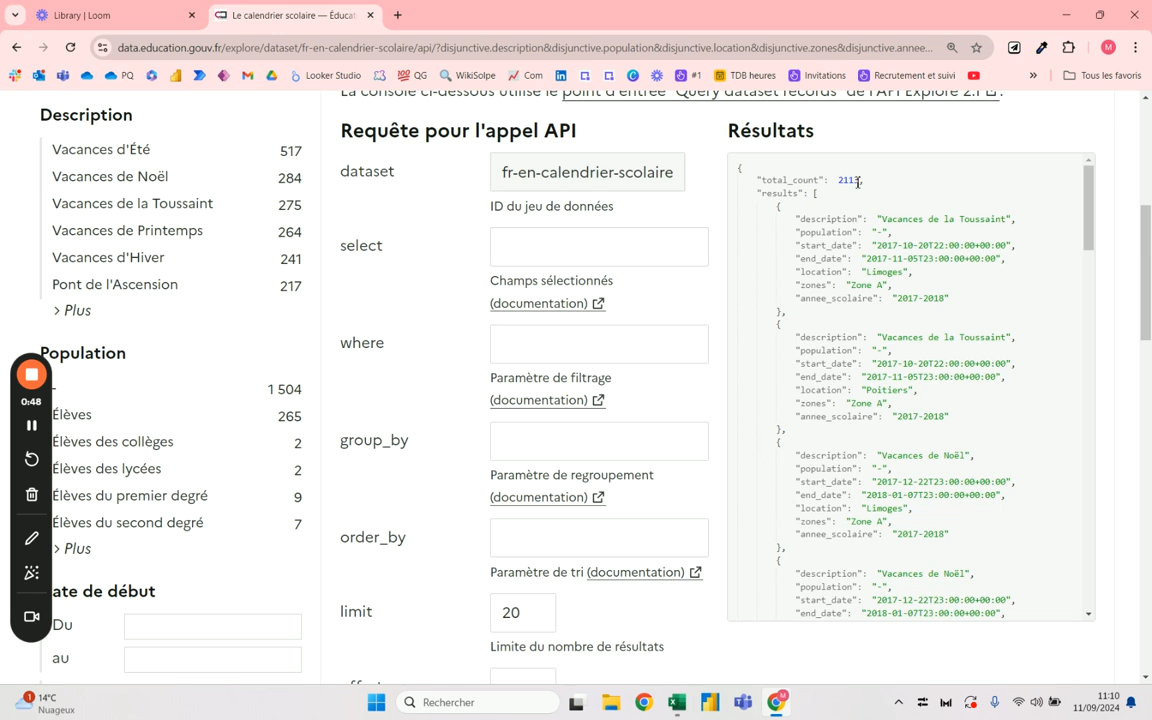 Library | Loom
Le calendrier scolaire — Éducat
data.education.gouv.fr/explore/dataset/fr-en-calendrier-scolaire/api/?disjunctive.description&disjunctive.population&disjunctive.location&disjunctive.zones&disjunctive.annee...
PQ
Looker Studio
QG
WikiSolpe
Com
#1
TDB heures
Invitations
Recrutement et suivi
Tous les favoris
La console ci-dessous utilise le point d'entrée "Query dataset records" de l'API Explore 2.1.
Description
Vacances d'Été 517
Vacances de Noël 284
Vacances de la Toussaint 275
Vacances de Printemps 264
Vacances d'Hiver 241
Pont de l'Ascension 217
> Plus
Population
- 1 504
Élèves 265
Élèves des collèges 2
Élèves des lycées 2
Élèves du premier degré 9
Élèves du second degré 7
> Plus
ate de début
Du
au
0:48
Requête pour l'appel API
dataset
fr-en-calendrier-scolaire
ID du jeu de données
select
Champs sélectionnés
(documentation)
where
Paramètre de filtrage
(documentation)
group_by
Paramètre de regroupement
(documentation)
order_by
Paramètre de tri (documentation)
limit
20
Limite du nombre de résultats
Résultats
{
"total_count": 2113,
"results": [
{
"description": "Vacances de la Toussaint",
"population": "-",
"start_date": "2017-10-20T22:00:00+00:00",
"end_date": "2017-11-05T23:00:00+00:00",
"location": "Limoges",
"zones": "Zone A",
"annee_scolaire": "2017-2018"
},
{
"description": "Vacances de la Toussaint",
"population": "-",
"start_date": "2017-10-20T22:00:00+00:00",
"end_date": "2017-11-05T23:00:00+00:00",
"location": "Poitiers",
"zones": "Zone A",
"annee_scolaire": "2017-2018"
},
{
"description": "Vacances de Noël",
"population": "-",
"start_date": "2017-12-22T23:00:00+00:00",
"end_date": "2018-01-07T23:00:00+00:00",
"location": "Limoges",
"zones": "Zone A",
"annee_scolaire": "2017-2018"
},
{
"description": "Vacances de Noël",
"population": "-",
"start_date": "2017-12-22T23:00:00+00:00",
"end_date": "2018-01-07T23:00:00+00:00",
14°C
Nuageux
Rechercher
11:10
11/09/2024